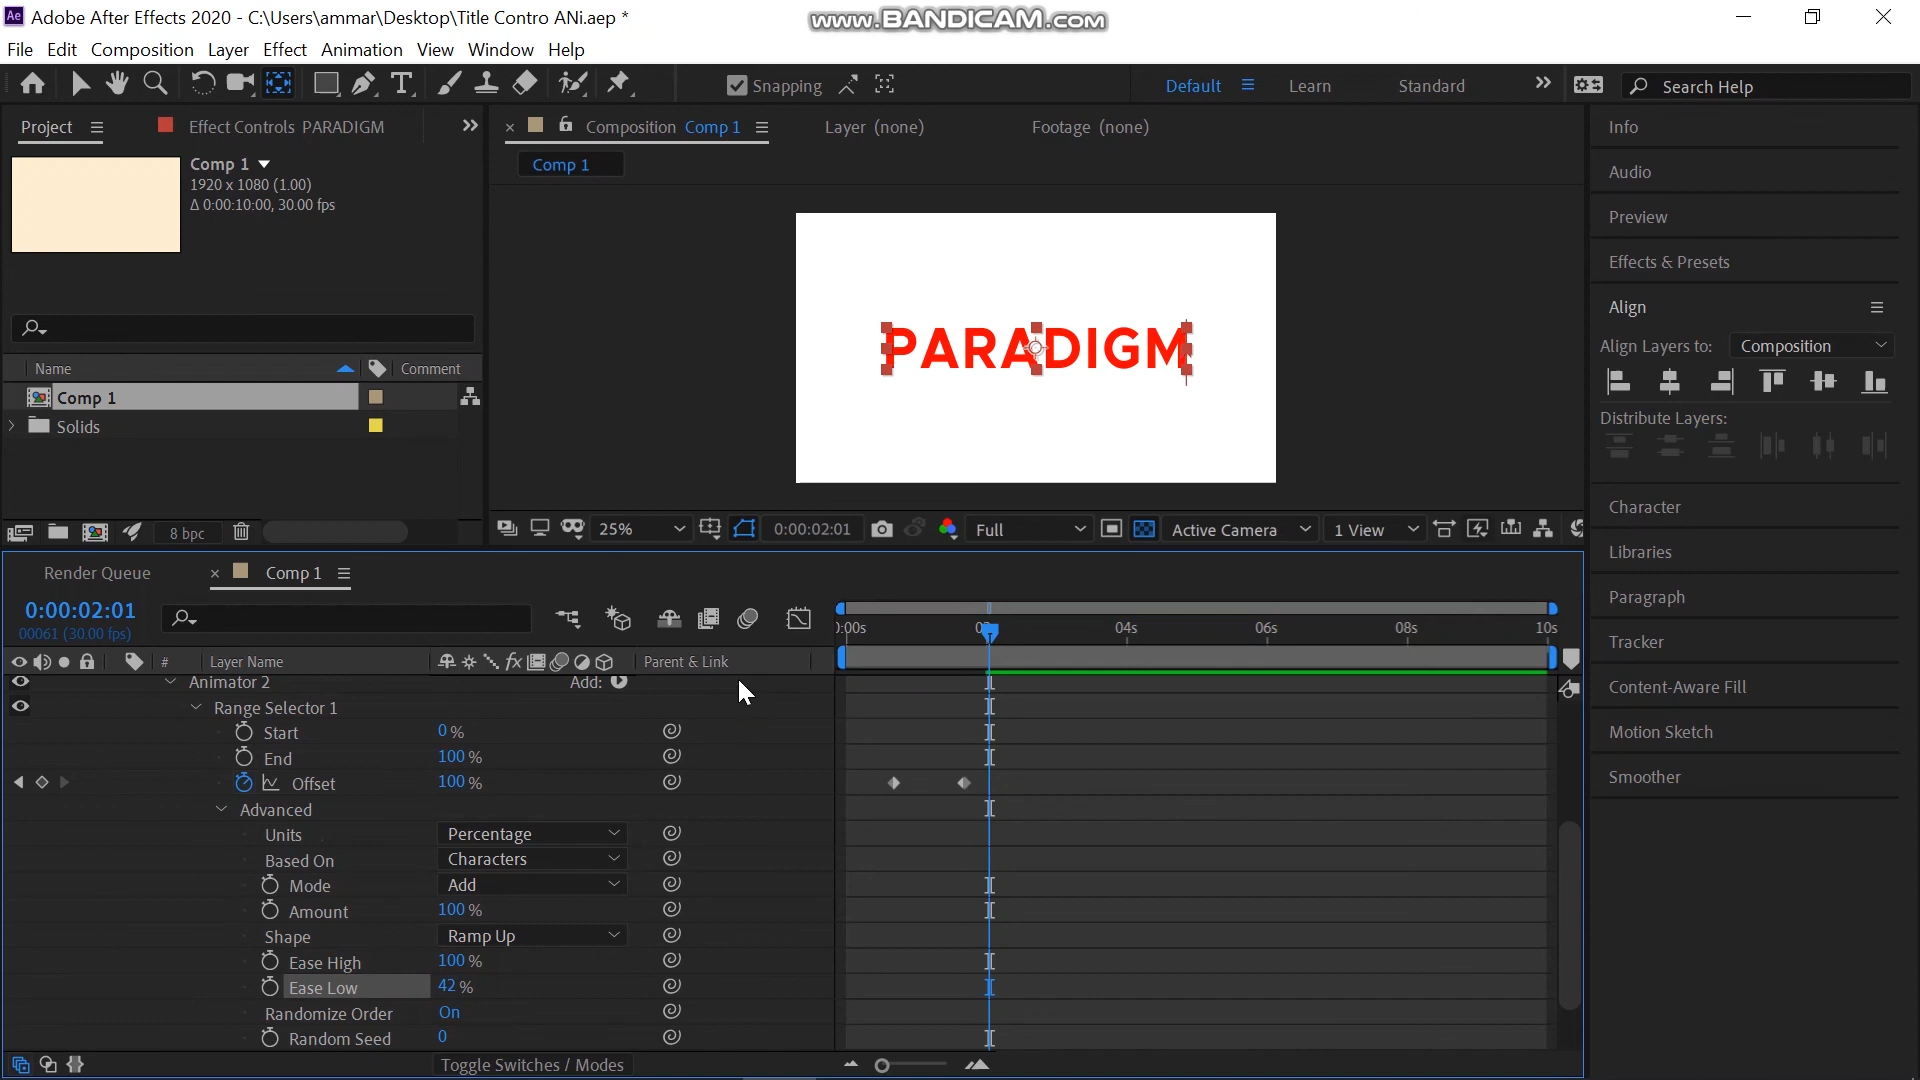 Ae Adobe After Effects 2020 - C:\Users\ammar\Desktop\Title Contro ANi.aep *
www.BANDICAM.com
File Edit Composition Layer Effect Animation View Window Help
Snapping
Default Learn Standard
Search Help
Project Effect Controls PARADIGM
Composition Comp 1 Layer (none) Footage (none)
Comp 1
Comp 1
1920 x 1080 (1.00)
Δ 0:00:10:00, 30.00 fps
Name Comment
Comp 1
Solids
8 bpc
PARADIGM
25% 0:00:02:01 Full Active Camera 1 View
Info
Audio
Preview
Effects & Presets
Align
Align Layers to: Composition
Distribute Layers:
Character
Libraries
Paragraph
Tracker
Content-Aware Fill
Motion Sketch
Smoother
Render Queue Comp 1
0:00:02:01
00061 (30.00 fps)
):00s 04s 06s 08s 10s
# Layer Name Parent & Link
Animator 2 Add:
Range Selector 1
Start 0 %
End 100 %
Offset 100 %
Advanced
Units Percentage
Based On Characters
Mode Add
Amount 100 %
Shape Ramp Up
Ease High 100 %
Ease Low 42 %
Randomize Order On
Random Seed 0
Toggle Switches / Modes